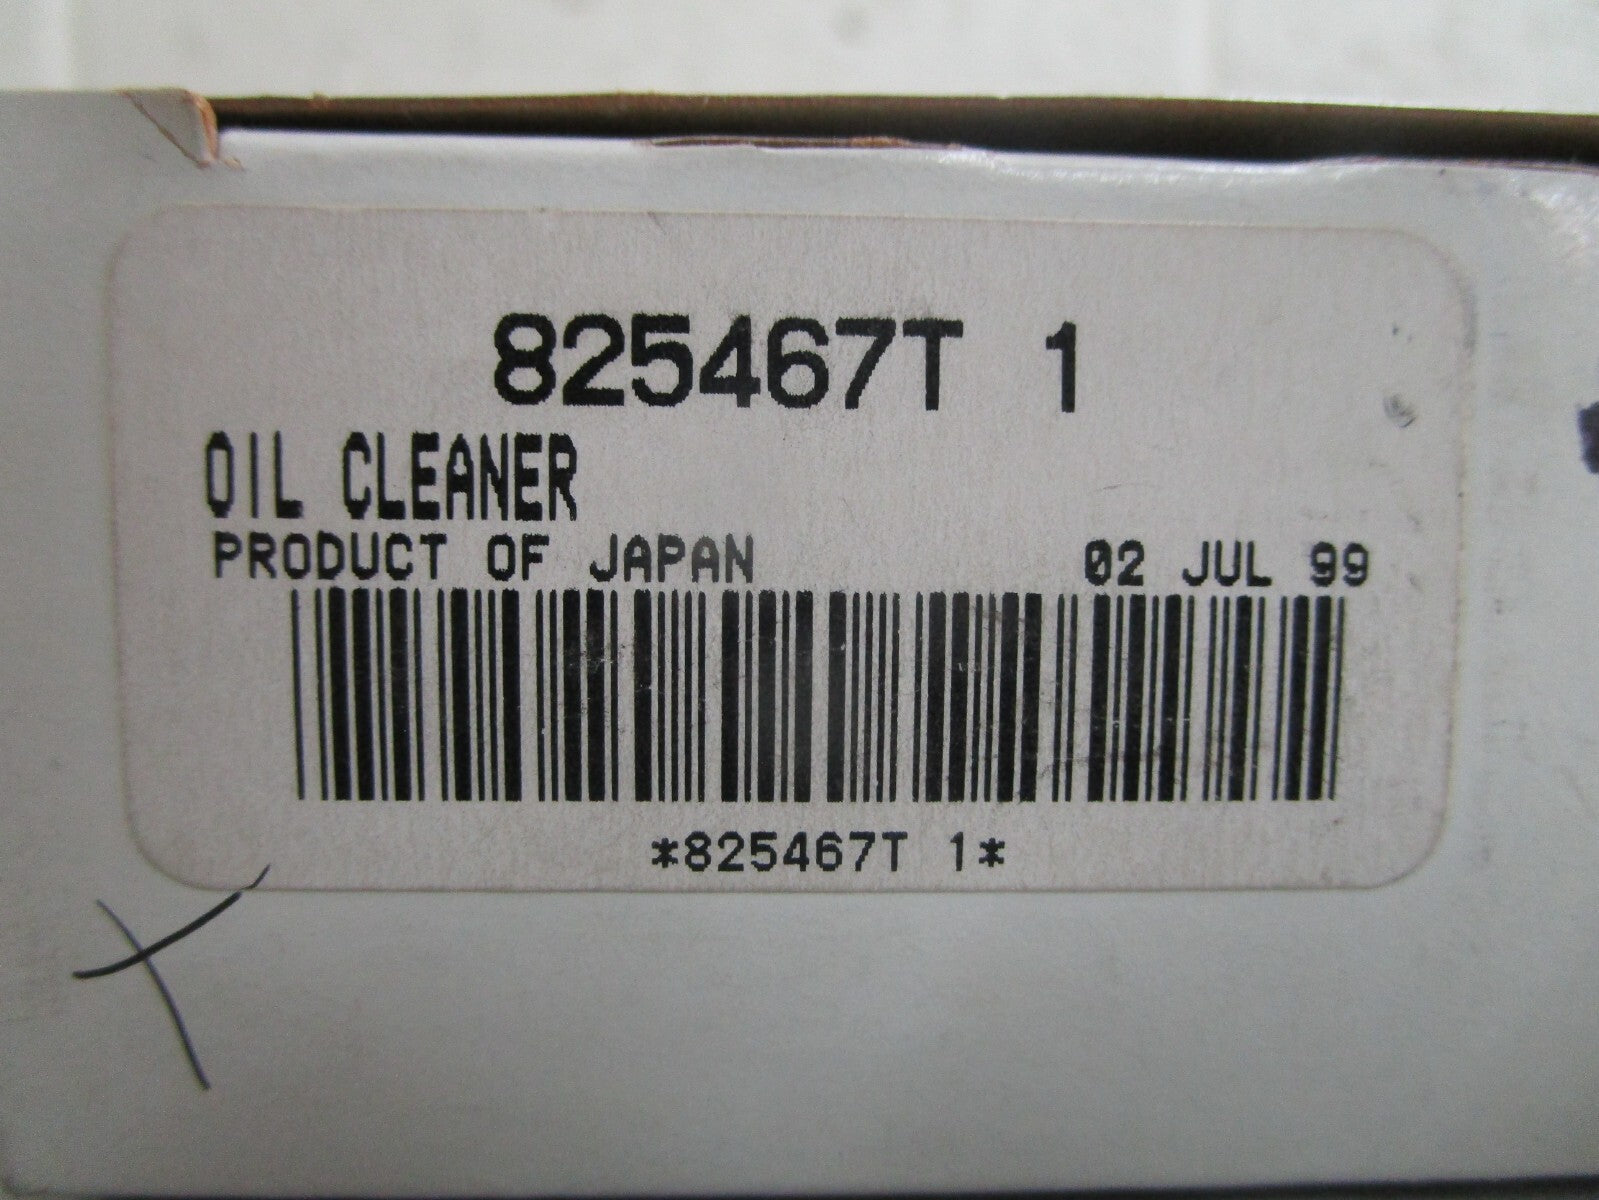 825467T 1
OIL CLEANER
PRODUCT OF JAPAN 02 JUL 99
*825467T 1*
X